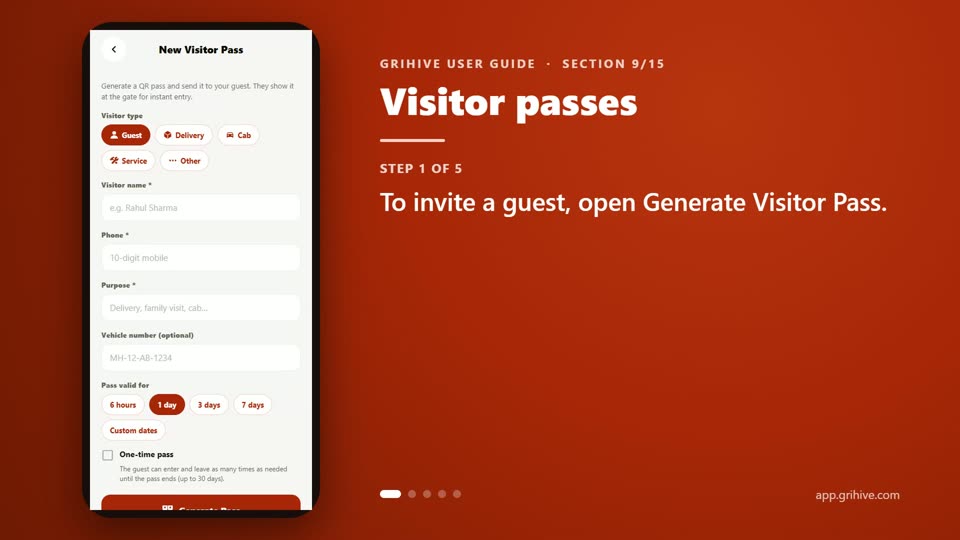 New Visitor Pass
Generate a QR pass and send it to your guest. They show it
at the gate for instant entry.
Visitor type
Guest
Delivery
Cab
Service
Other
Visitor name *
e.g. Rahul Sharma
Phone *
10-digit mobile
Purpose *
Delivery, family visit, cab...
Vehicle number (optional)
MH-12-AB-1234
Pass valid for
6 hours
1 day
3 days
7 days
Custom dates
One-time pass
The guest can enter and leave as many times as needed
until the pass ends (up to 30 days).
Generate Pass
GRIHIVE USER GUIDE · SECTION 9/15
Visitor passes
STEP 1 OF 5
To invite a guest, open Generate Visitor Pass.
app.grihive.com